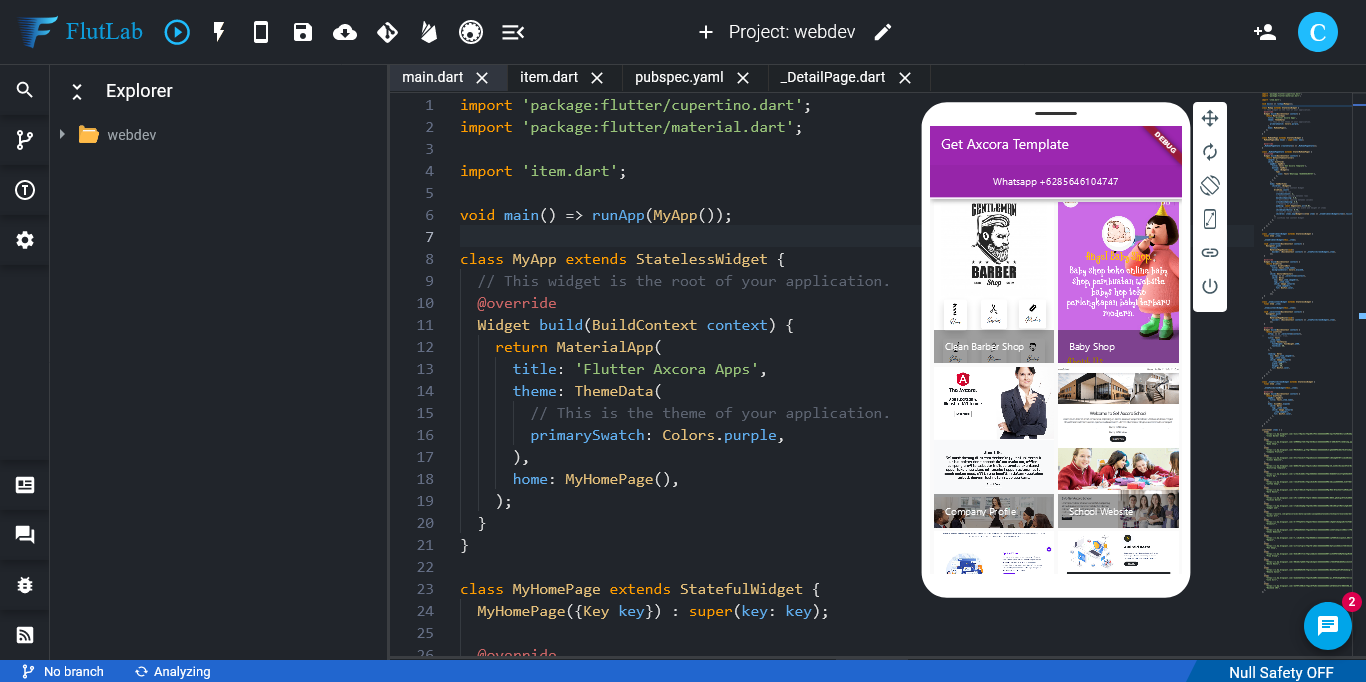 FlutLab
Project: webdev
C
Explorer
webdev
main.dart
item.dart
pubspec.yaml
_DetailPage.dart
1 import 'package:flutter/cupertino.dart';
2 import 'package:flutter/material.dart';
3
4 import 'item.dart';
5
6 void main() => runApp(MyApp());
7
8 class MyApp extends StatelessWidget {
9 // This widget is the root of your application.
10 @override
11 Widget build(BuildContext context) {
12 return MaterialApp(
13 title: 'Flutter Axcora Apps',
14 theme: ThemeData(
15 // This is the theme of your application.
16 primarySwatch: Colors.purple,
17 ),
18 home: MyHomePage(),
19 );
20 }
21 }
22
23 class MyHomePage extends StatefulWidget {
24 MyHomePage({Key key}) : super(key: key);
25
26 @override
Get Axcora Template
DEBUG
Whatsapp +6285646104747
GENTLEMAN
BARBER
Shop
Clean Barber Shop
Angel Baby Shop
Baby shop toko online baby
shop, pembuatan website
babys hop toko
perlengkapan baby terbaru
modern.
Baby Shop
Company Profile
Welcome to Get Axcora School
School Website
2
No branch
Analyzing
Null Safety OFF